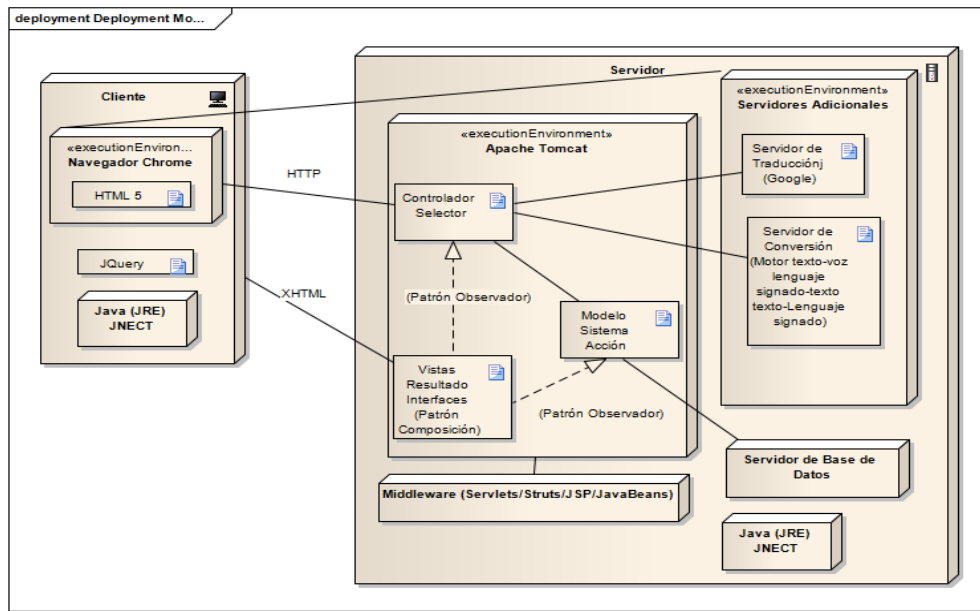 deployment Deployment Mo...
Cliente
«executionEnviron...
Navegador Chrome
HTML 5
JQuery
Java (JRE)
JNECT
HTTP
XHTML
Servidor
«executionEnvironment»
Apache Tomcat
Controlador
Selector
(Patrón Observador)
Modelo
Sistema
Acción
Vistas
Resultado
Interfaces
(Patrón
Composición)
(Patrón Observador)
«executionEnvironment»
Servidores Adicionales
Servidor de
Traducciónj
(Google)
Servidor de
Conversión
(Motor texto-voz
lenguaje
signado-texto
texto-Lenguaje
signado)
Servidor de Base de
Datos
Middleware (Servlets/Struts/JSP/JavaBeans)
Java (JRE)
JNECT